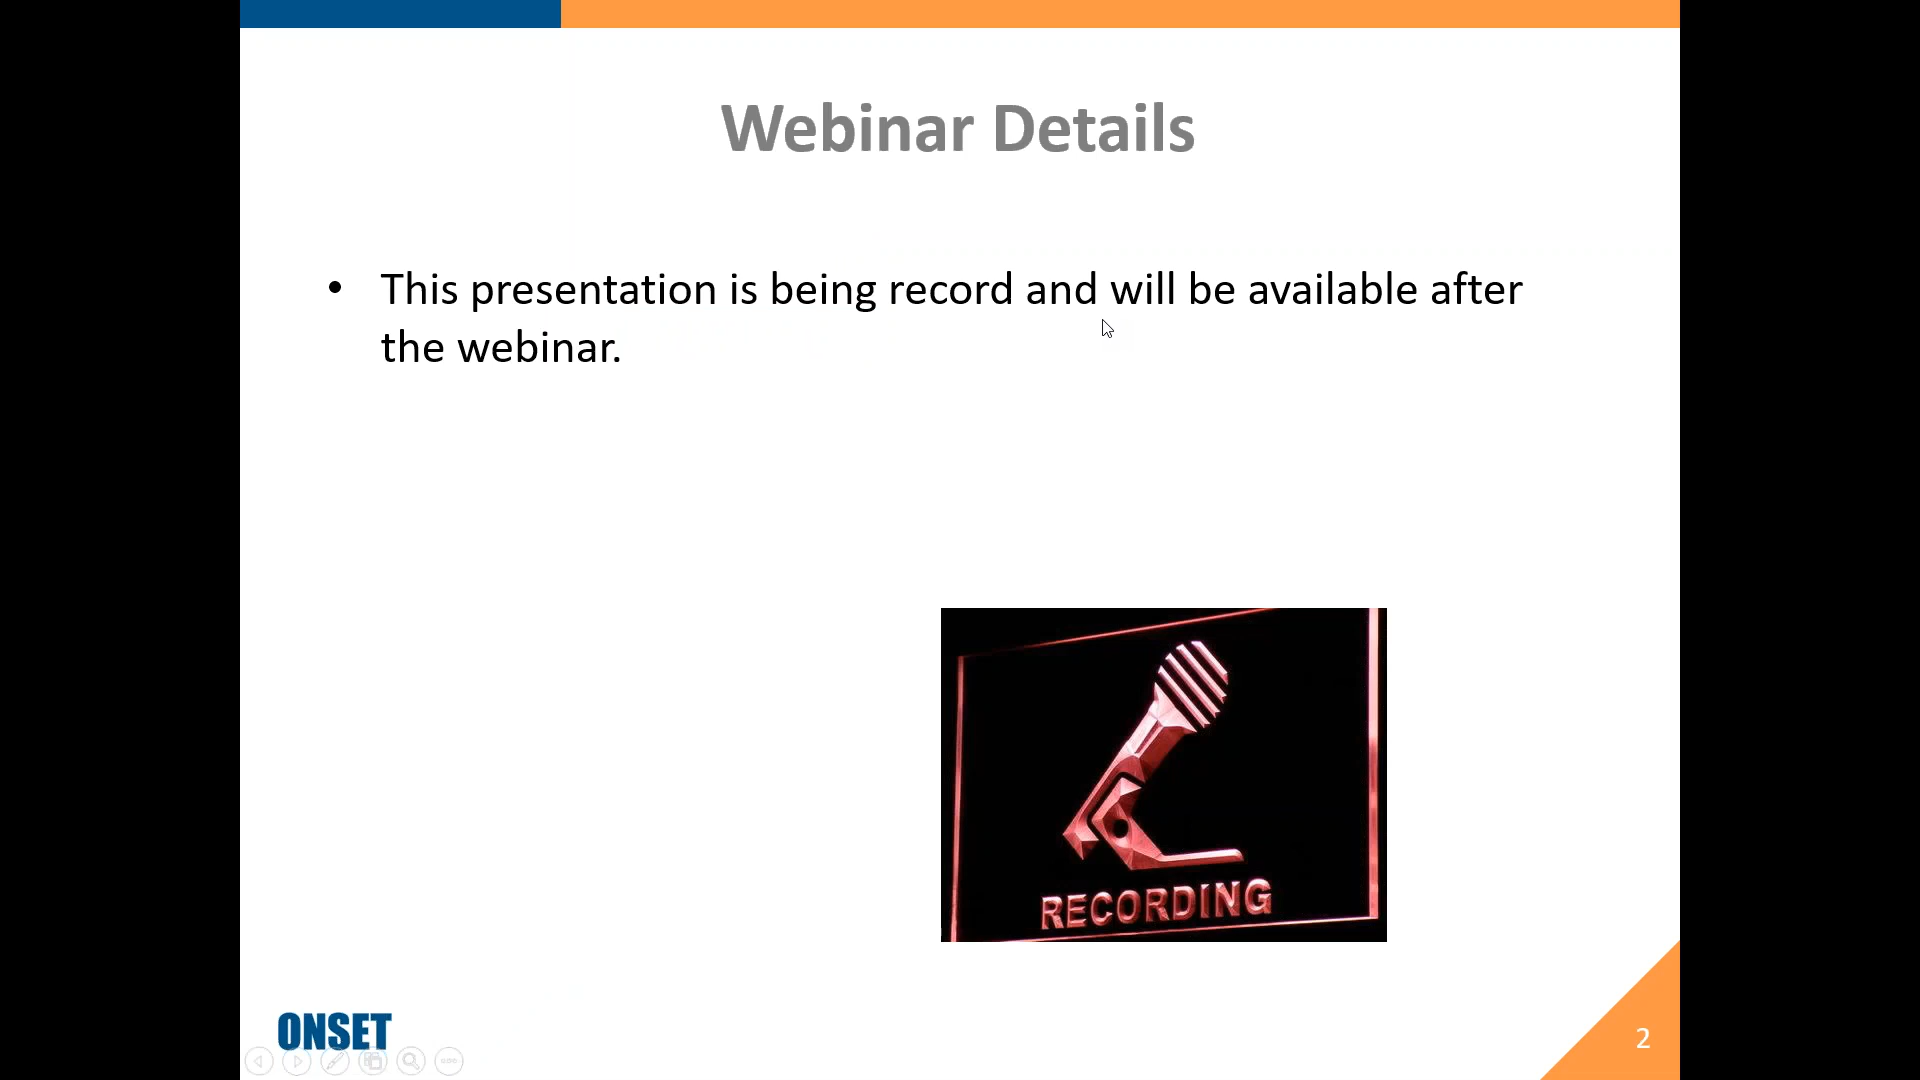 Webinar Details
• This presentation is being record and will be available after
the webinar.
RECORDING
ONSET
2